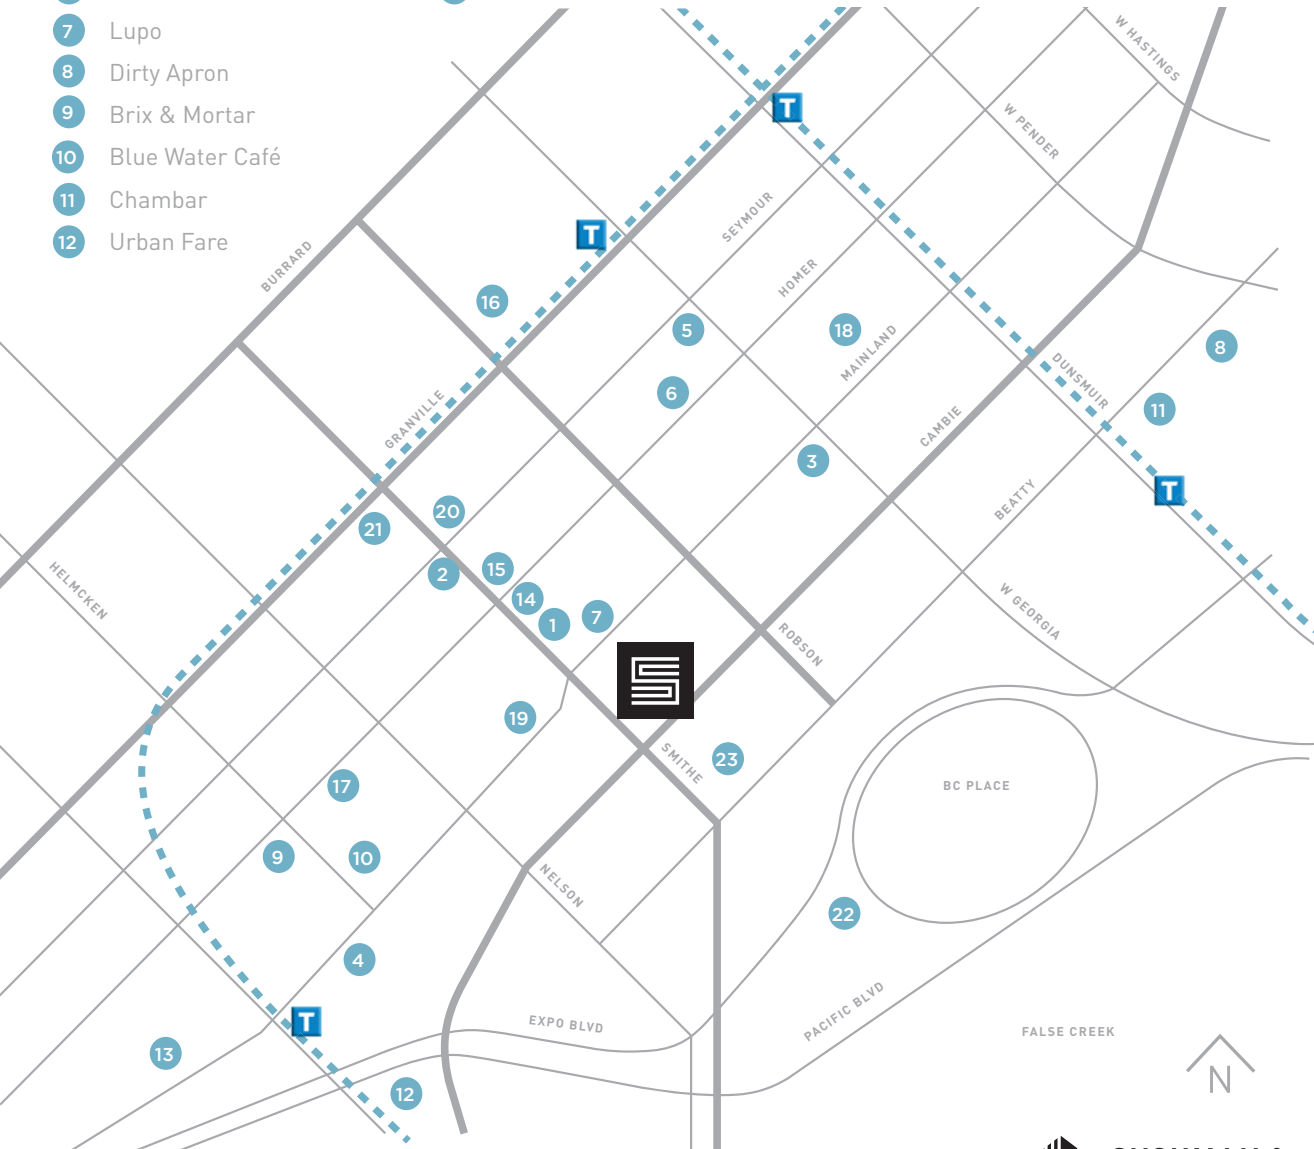 7 Lupo
8 Dirty Apron
9 Brix & Mortar
10 Blue Water Café
11 Chambar
12 Urban Fare
W HASTINGS
W PENDER
T
SEYMOUR
T
BURRARD
HOMER
16
5
18
MAINLAND
8
6
DUNSMUIR
11
GRANVILLE
CAMBIE
3
T
BEATTY
20
21
15
2
HELMCKEN
14
7
1
W GEORGIA
ROBSON
S
19
SMITHE
23
17
BC PLACE
9
10
NELSON
22
4
PACIFIC BLVD
T
EXPO BLVD
FALSE CREEK
13
12
N